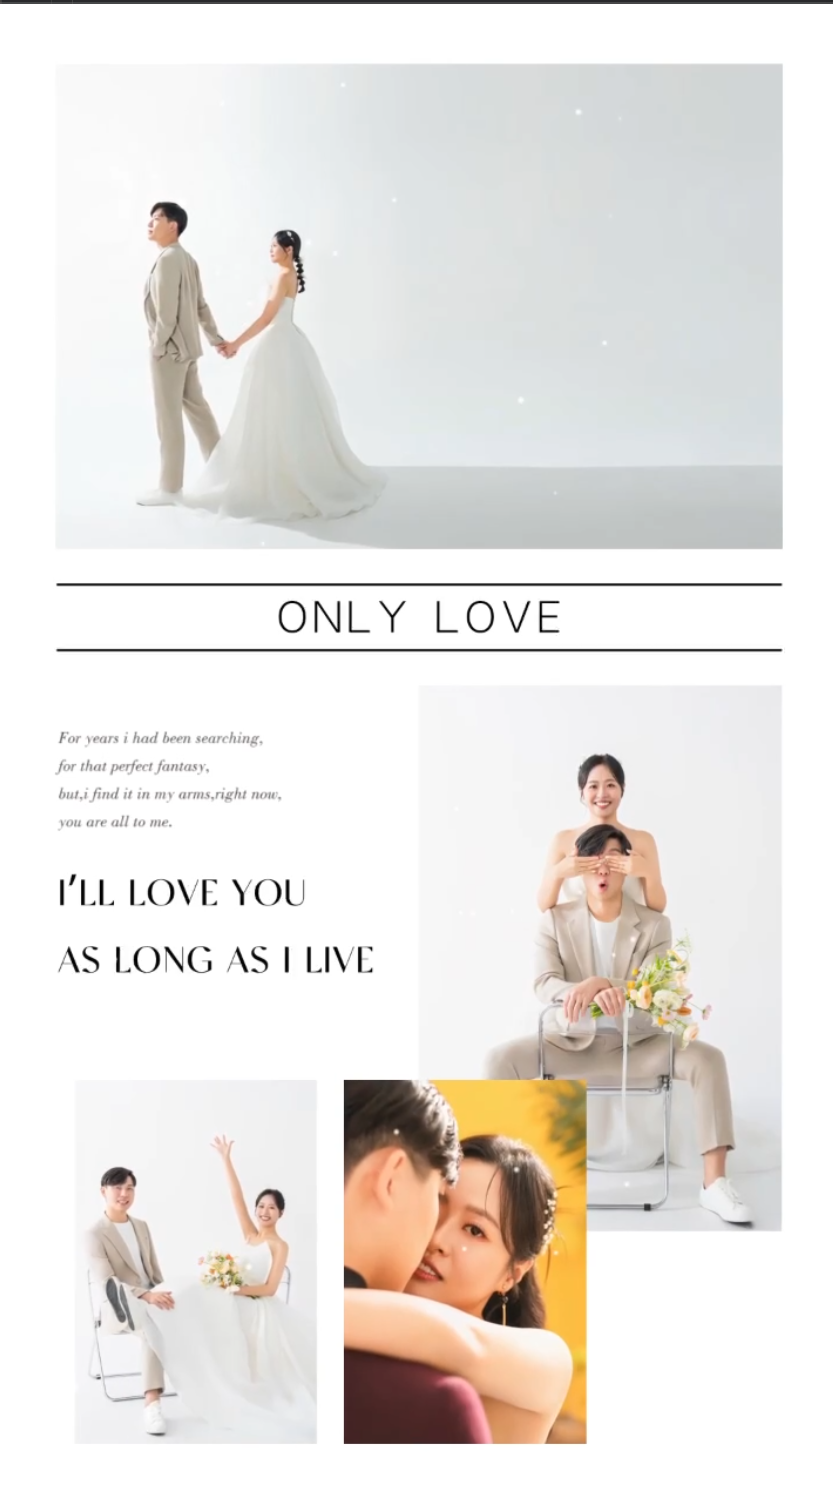 ONLY LOVE
For years i had been searching,
for that perfect fantasy,
but,i find it in my arms,right now,
you are all to me.
I'LL LOVE YOU
AS LONG AS I LIVE